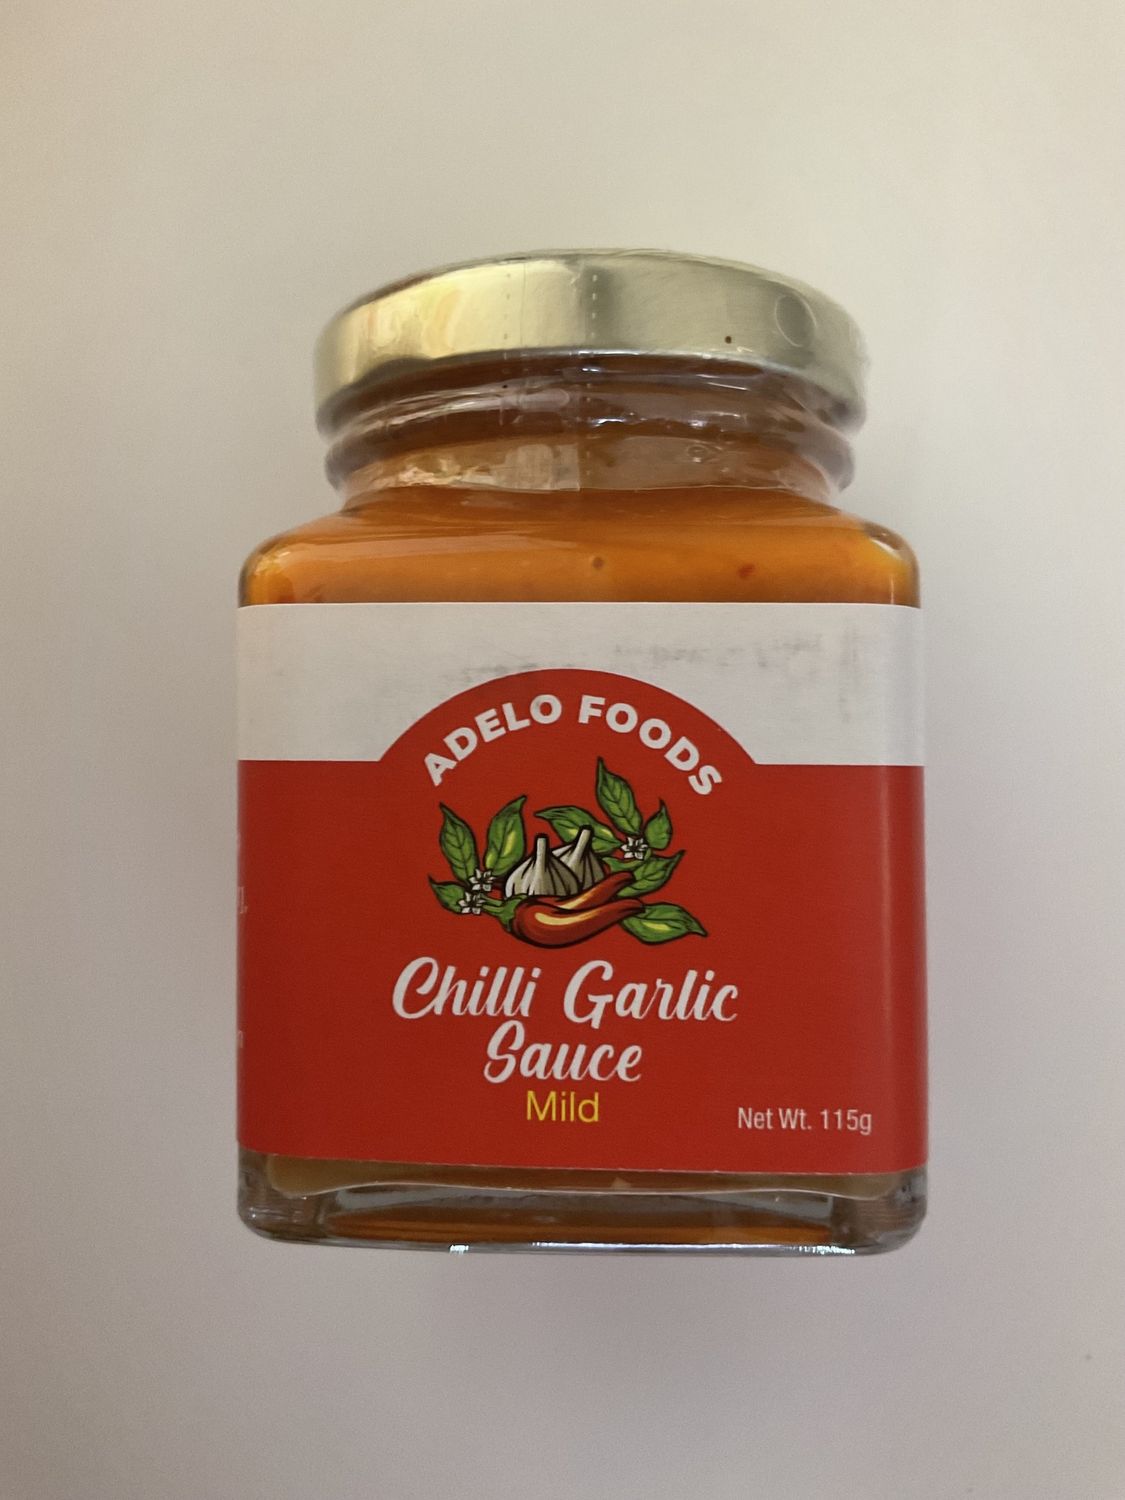 ADELO FOODS
Chilli Garlic
Sauce
Mild
Net Wt. 115g